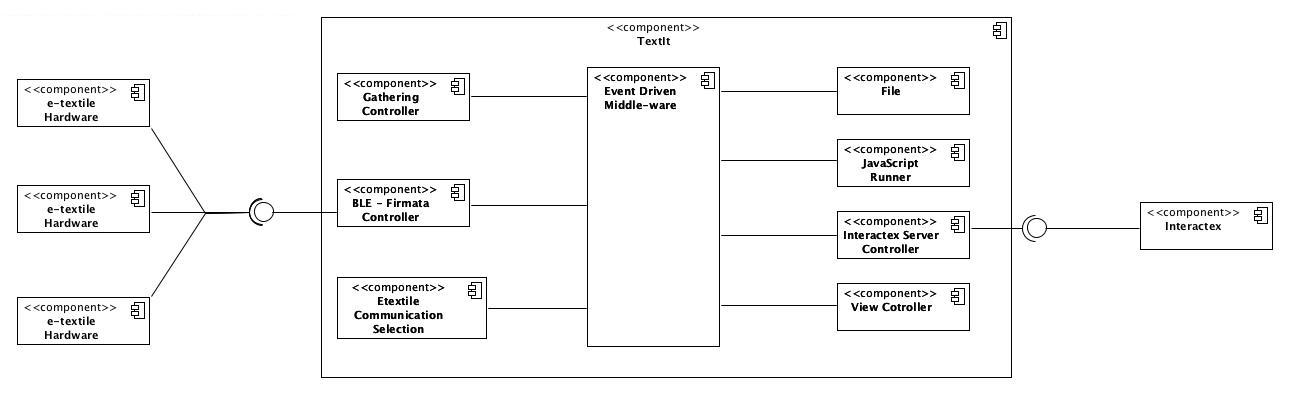 <<component>>
TextIt
<<component>>
e-textile
Hardware
<<component>>
e-textile
Hardware
<<component>>
e-textile
Hardware
<<component>>
Gathering
Controller
<<component>>
BLE - Firmata
Controller
<<component>>
Etextile
Communication
Selection
<<component>>
Event Driven
Middle-ware
<<component>>
File
<<component>>
JavaScript
Runner
<<component>>
Interactex Server
Controller
<<component>>
View Cotroller
<<component>>
Interactex